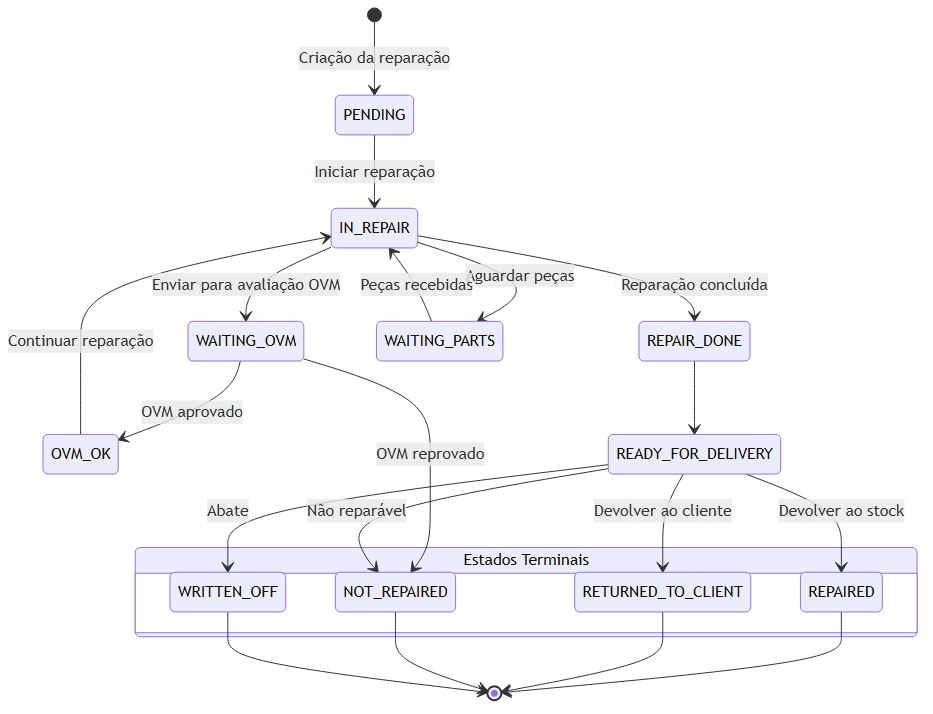 Criação da reparação
PENDING
Iniciar reparação
IN_REPAIR
Enviar para avaliação OVM
Peças recebidas
Aguardar peças
Reparação concluída
Continuar reparação
WAITING_OVM
WAITING_PARTS
REPAIR_DONE
OVM aprovado
OVM_OK
OVM reprovado
READY_FOR_DELIVERY
Abate
Não reparável
Devolver ao cliente
Devolver ao stock
Estados Terminais
WRITTEN_OFF
NOT_REPAIRED
RETURNED_TO_CLIENT
REPAIRED